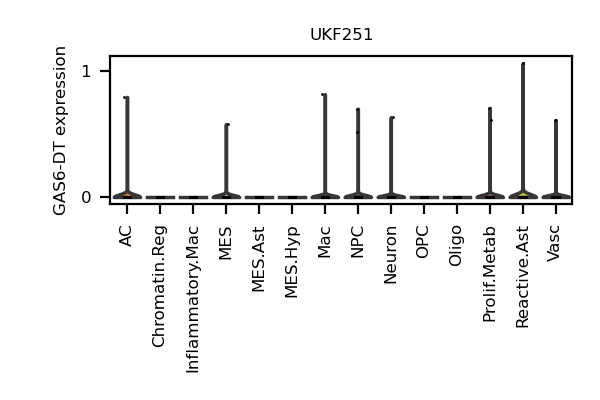 UKF251
GAS6-DT expression
1
0
AC
Chromatin.Reg
Inflammatory.Mac
MES
MES.Ast
MES.Hyp
Mac
NPC
Neuron
OPC
Oligo
Prolif.Metab
Reactive.Ast
Vasc